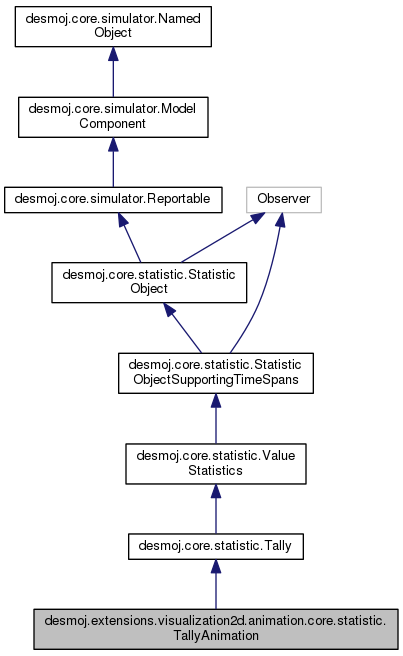 desmoj.core.simulator.Named
Object
desmoj.core.simulator.Model
Component
desmoj.core.simulator.Reportable
Observer
desmoj.core.statistic.Statistic
Object
desmoj.core.statistic.Statistic
ObjectSupportingTimeSpans
desmoj.core.statistic.Value
Statistics
desmoj.core.statistic.Tally
desmoj.extensions.visualization2d.animation.core.statistic.
TallyAnimation